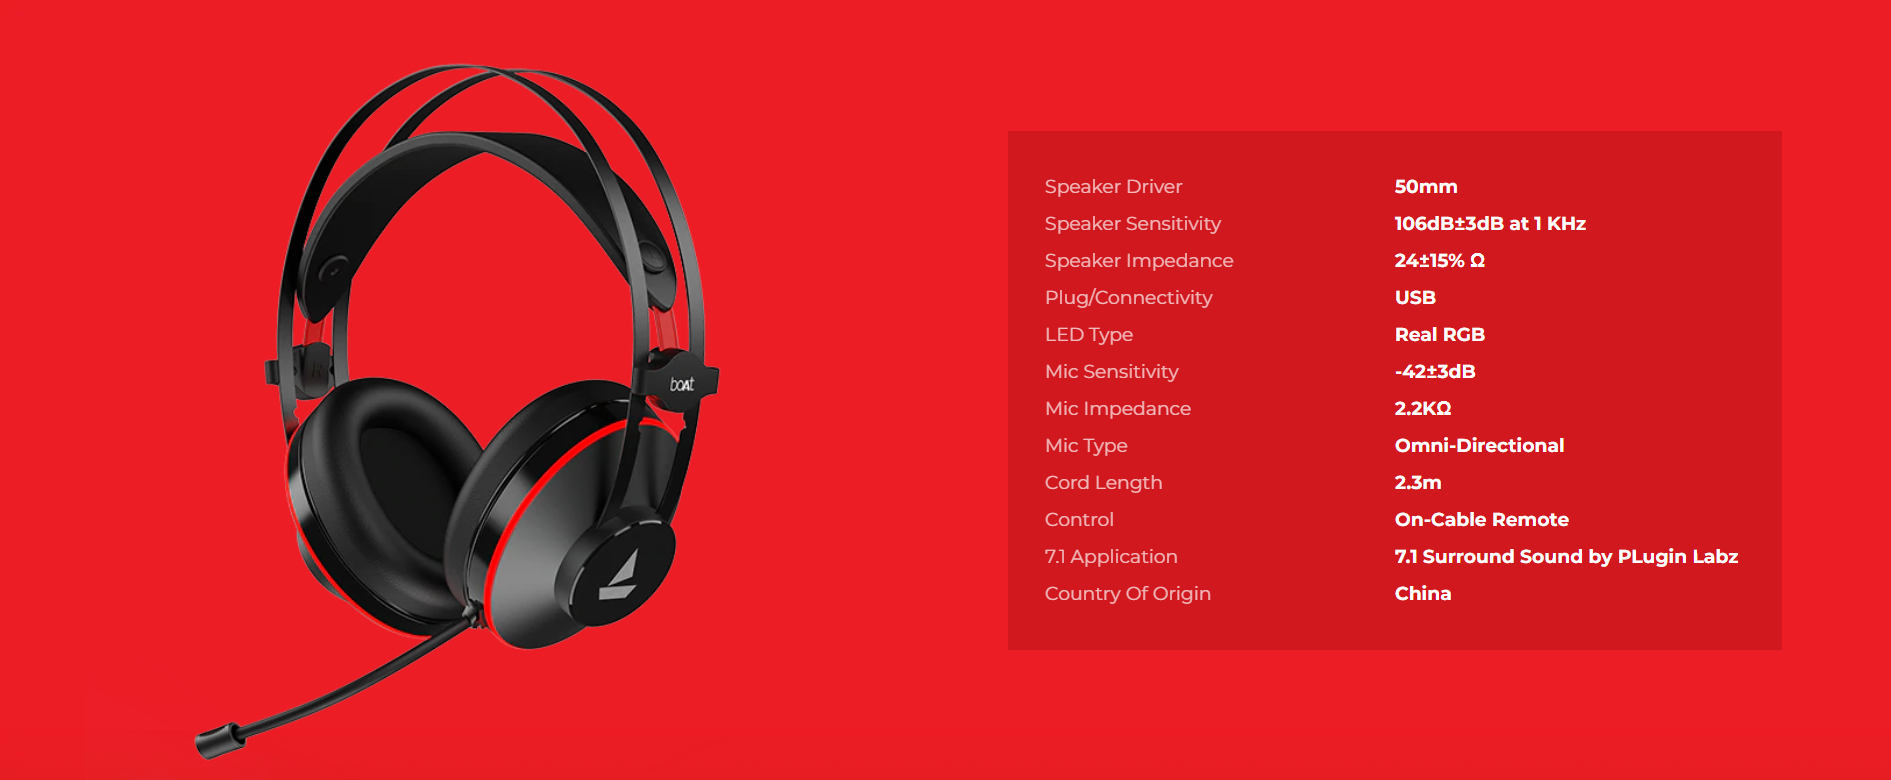 boAt
Speaker Driver 50mm
Speaker Sensitivity 106dB±3dB at 1 KHz
Speaker Impedance 24±15% Ω
Plug/Connectivity USB
LED Type Real RGB
Mic Sensitivity -42±3dB
Mic Impedance 2.2KΩ
Mic Type Omni-Directional
Cord Length 2.3m
Control On-Cable Remote
7.1 Application 7.1 Surround Sound by PLugin Labz
Country Of Origin China